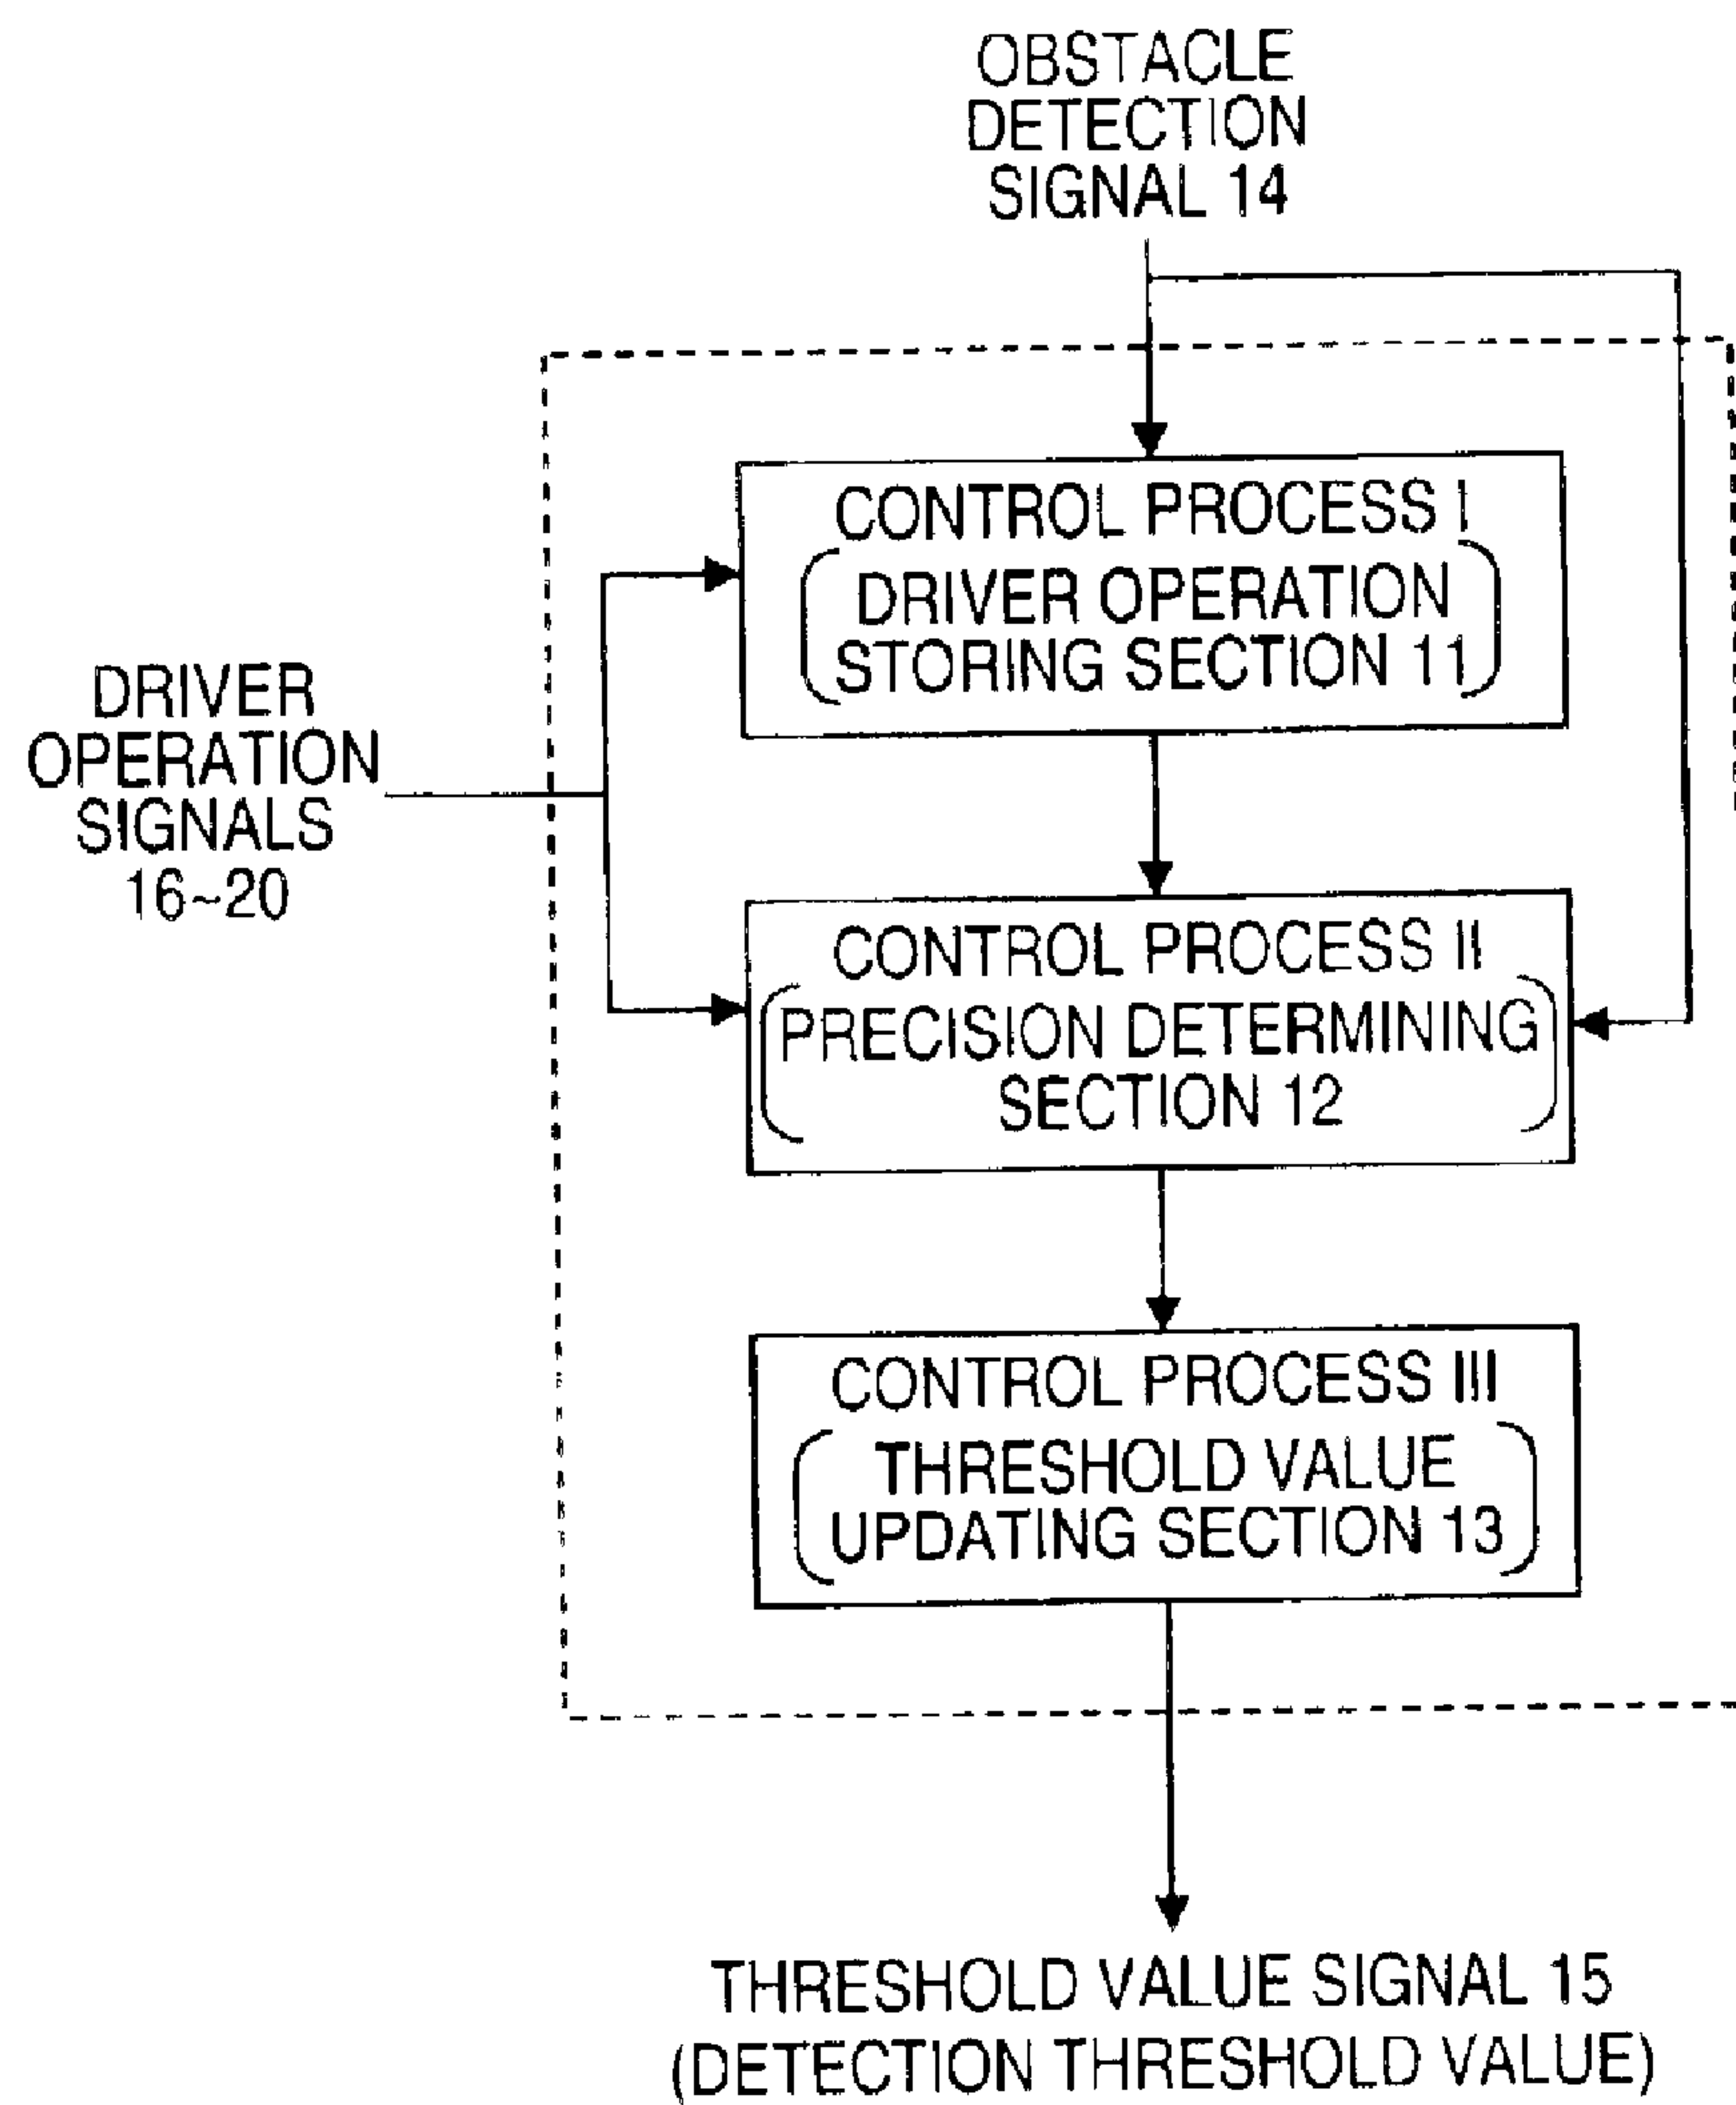 OBSTACLE
DETECTION
SIGNAL 14
CONTROL PROCESS I
DRIVER OPERATION
STORING SECTION 11
DRIVER
OPERATION
SIGNALS
16~20
CONTROL PROCESS II
PRECISION DETERMINING
SECTION 12
CONTROL PROCESS III
THRESHOLD VALUE
UPDATING SECTION 13
THRESHOLD VALUE SIGNAL 15
(DETECTION THRESHOLD VALUE)